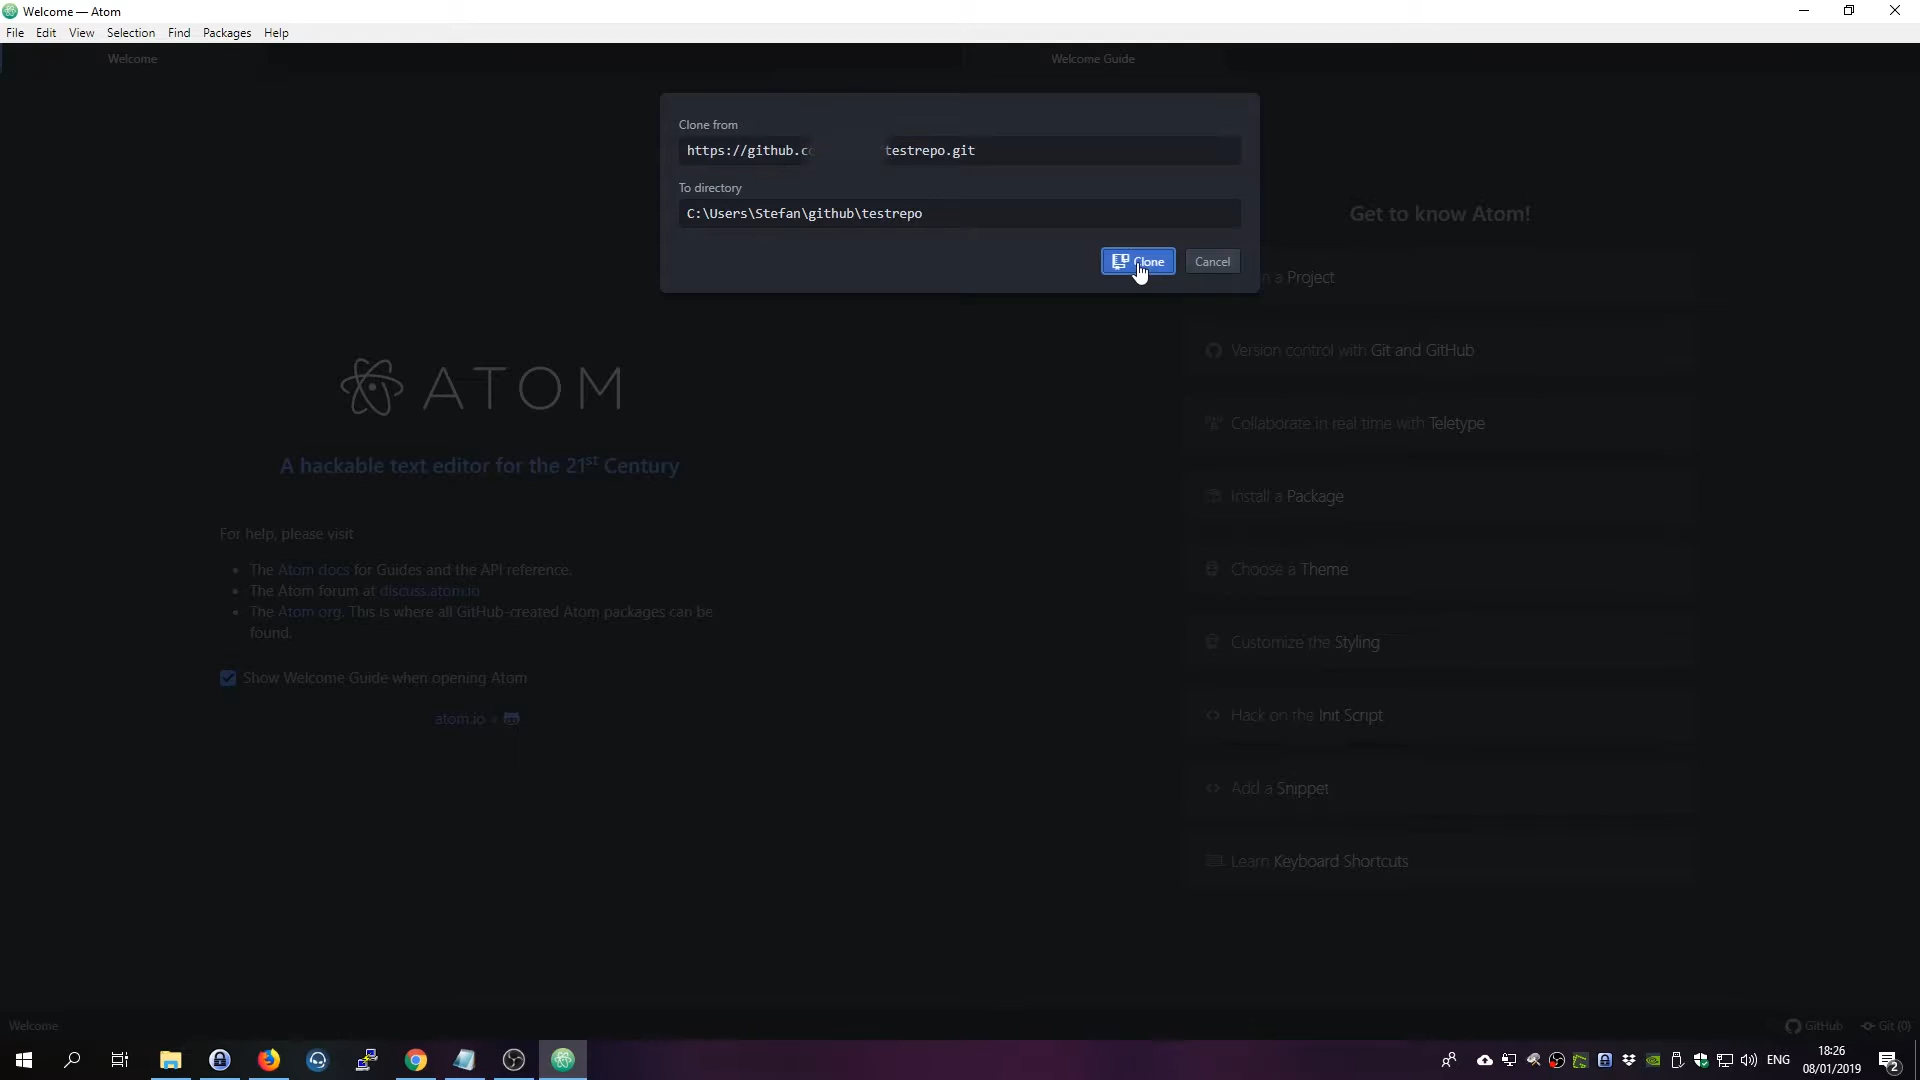 Welcome — Atom
File Edit View Selection Find Packages Help
Welcome
Welcome Guide
Clone from
https://github.c testrepo.git
To directory
C:\Users\Stefan\github\testrepo
Clone
Cancel
ATOM
A hackable text editor for the 21st Century
For help, please visit
• The Atom docs for Guides and the API reference.
• The Atom forum at discuss.atom.io
• The Atom org. This is where all GitHub-created Atom packages can be
found.
Show Welcome Guide when opening Atom
atom.io ×
Get to know Atom!
a Project
Version control with Git and GitHub
Collaborate in real time with Teletype
Install a Package
Choose a Theme
Customize the Styling
Hack on the Init Script
Add a Snippet
Learn Keyboard Shortcuts
Welcome
GitHub
Git (0)
ENG
18:26
08/01/2019
2